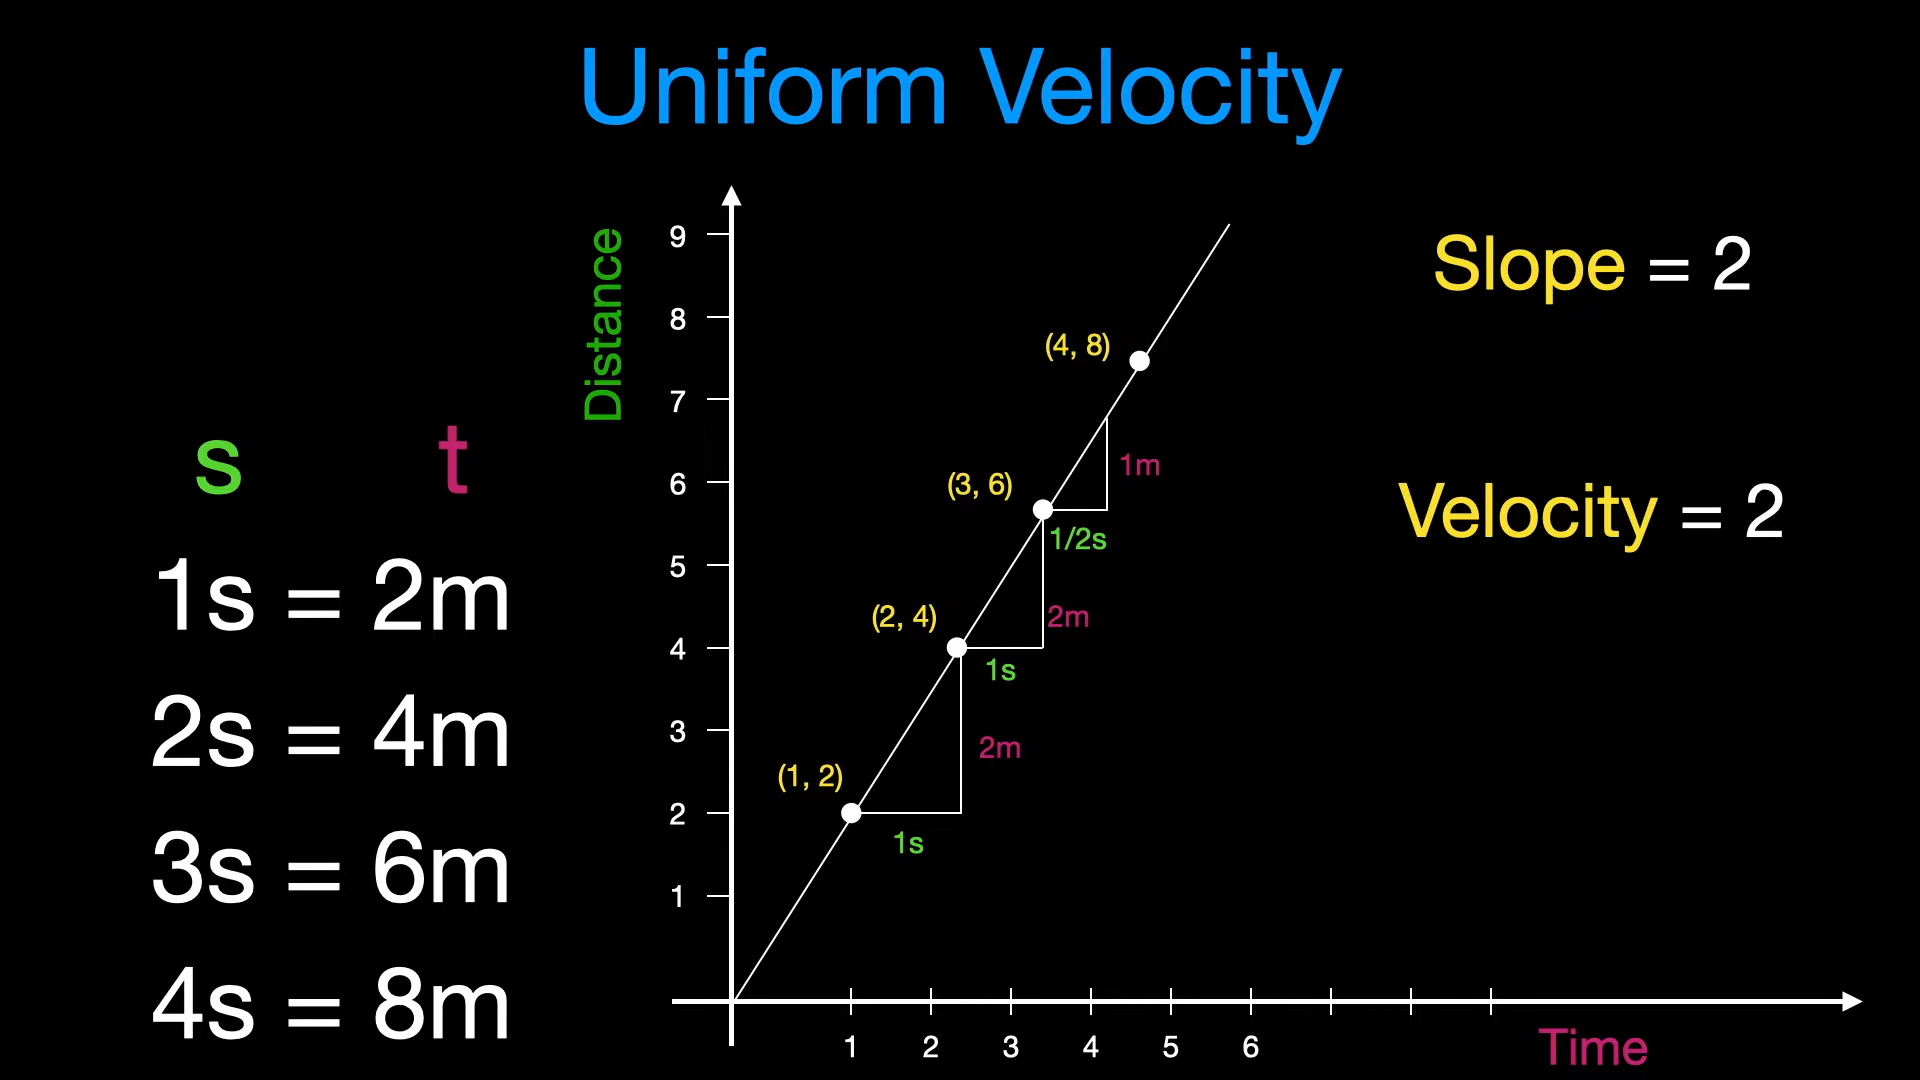 Uniform Velocity
s t
1s = 2m
2s = 4m
3s = 6m
4s = 8m
Distance
9
8
7
6
5
4
3
2
1
(4, 8)
(3, 6)
(2, 4)
(1, 2)
1m
1/2s
2m
1s
2m
1s
1 2 3 4 5 6
Time
Slope = 2
Velocity = 2